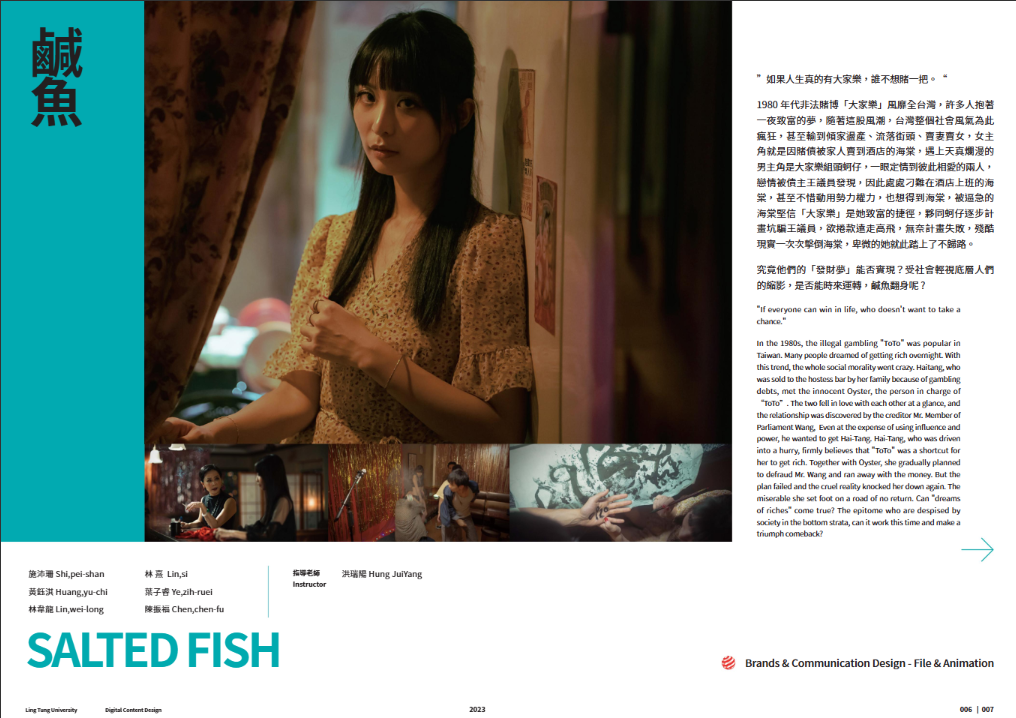 鹹魚
”如果人生真的有大家樂，誰不想賭一把。“
1980 年代非法賭博「大家樂」風靡全台灣，許多人抱著
一夜致富的夢，隨著這股風潮，台灣整個社會風氣為此
瘋狂，甚至輸到傾家盪產、流落街頭、賣妻賣女，女主
角就是因賭債被家人賣到酒店的海棠，遇上天真爛漫的
男主角是大家樂組頭蚵仔，一眼定情到彼此相愛的兩人，
戀情被債主王議員發現，因此處處刁難在酒店上班的海
棠，甚至不惜動用勢力權力，也想得到海棠，被逼急的
海棠堅信「大家樂」是她致富的捷徑，夥同蚵仔逐步計
畫坑騙王議員，欲捲款遠走高飛，無奈計畫失敗，殘酷
現實一次次擊倒海棠，卑微的她就此踏上了不歸路。
究竟他們的「發財夢」能否實現？受社會輕視底層人們
的縮影，是否能時來運轉，鹹魚翻身呢？
"If everyone can win in life, who doesn't want to take a
chance."
In the 1980s, the illegal gambling "ToTo" was popular in
Taiwan. Many people dreamed of getting rich overnight. With
this trend, the whole social morality went crazy. Haitang, who
was sold to the hostess bar by her family because of gambling
debts, met the innocent Oyster, the person in charge of
“ToTo”. The two fell in love with each other at a glance, and
the relationship was discovered by the creditor Mr. Member of
Parliament Wang, Even at the expense of using influence and
power, he wanted to get Hai-Tang. Hai-Tang, who was driven
into a hurry, firmly believes that "ToTo" was a shortcut for
her to get rich. Together with Oyster, she gradually planned
to defraud Mr. Wang and ran away with the money. But the
plan failed and the cruel reality knocked her down again. The
miserable she set foot on a road of no return. Can "dreams
of riches" come true? The epitome who are despised by
society in the bottom strata, can it work this time and make a
triumph comeback?
施沛珊 Shi,pei-shan
黃鈺淇 Huang,yu-chi
林韋龍 Lin,wei-long
林 熹 Lin,si
葉子睿 Ye,zih-ruei
陳振福 Chen,chen-fu
指導老師 洪瑞陽 Hung JuiYang
Instructor
SALTED FISH
Brands & Communication Design - File & Animation
Ling Tung University Digital Content Design 2023 006 | 007